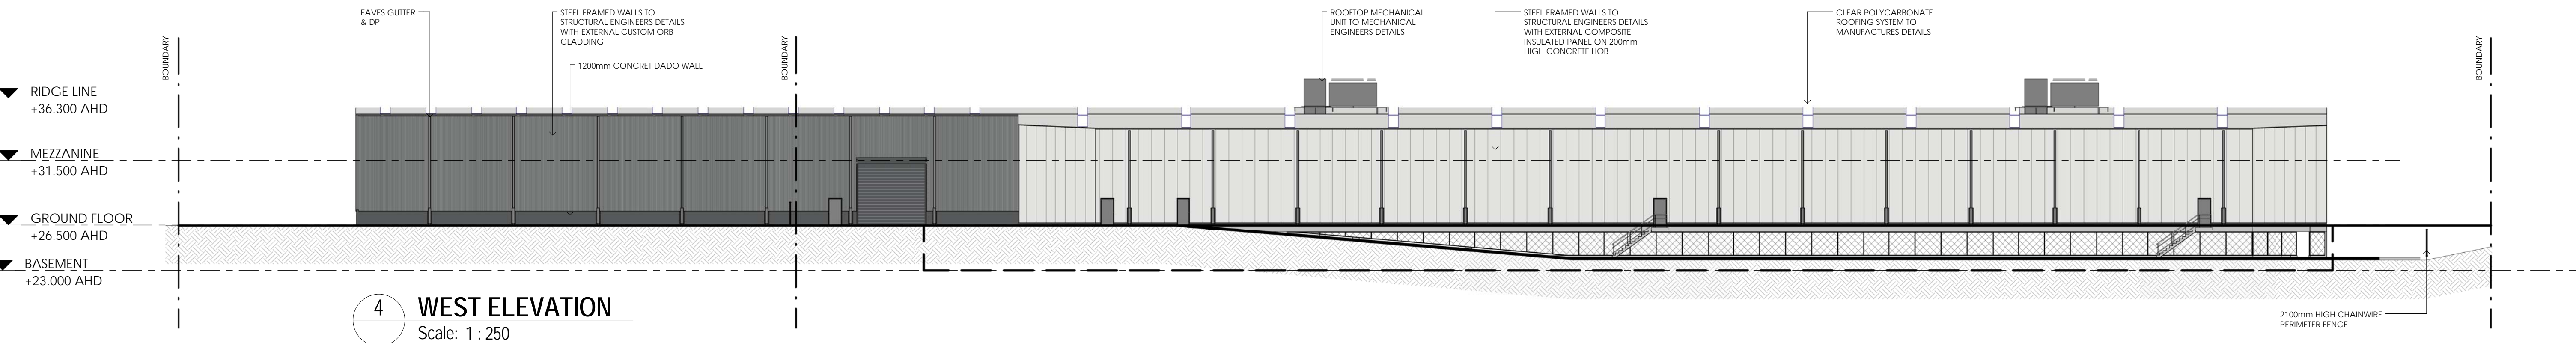 EAVES GUTTER
& DP
STEEL FRAMED WALLS TO
STRUCTURAL ENGINEERS DETAILS
WITH EXTERNAL CUSTOM ORB
CLADDING
1200mm CONCRET DADO WALL
ROOFTOP MECHANICAL
UNIT TO MECHANICAL
ENGINEERS DETAILS
STEEL FRAMED WALLS TO
STRUCTURAL ENGINEERS DETAILS
WITH EXTERNAL COMPOSITE
INSULATED PANEL ON 200mm
HIGH CONCRETE HOB
CLEAR POLYCARBONATE
ROOFING SYSTEM TO
MANUFACTURES DETAILS
BOUNDARY
BOUNDARY
BOUNDARY
RIDGE LINE
+36.300 AHD
MEZZANINE
+31.500 AHD
GROUND FLOOR
+26.500 AHD
BASEMENT
+23.000 AHD
4
WEST ELEVATION
Scale: 1 : 250
2100mm HIGH CHAINWIRE
PERIMETER FENCE